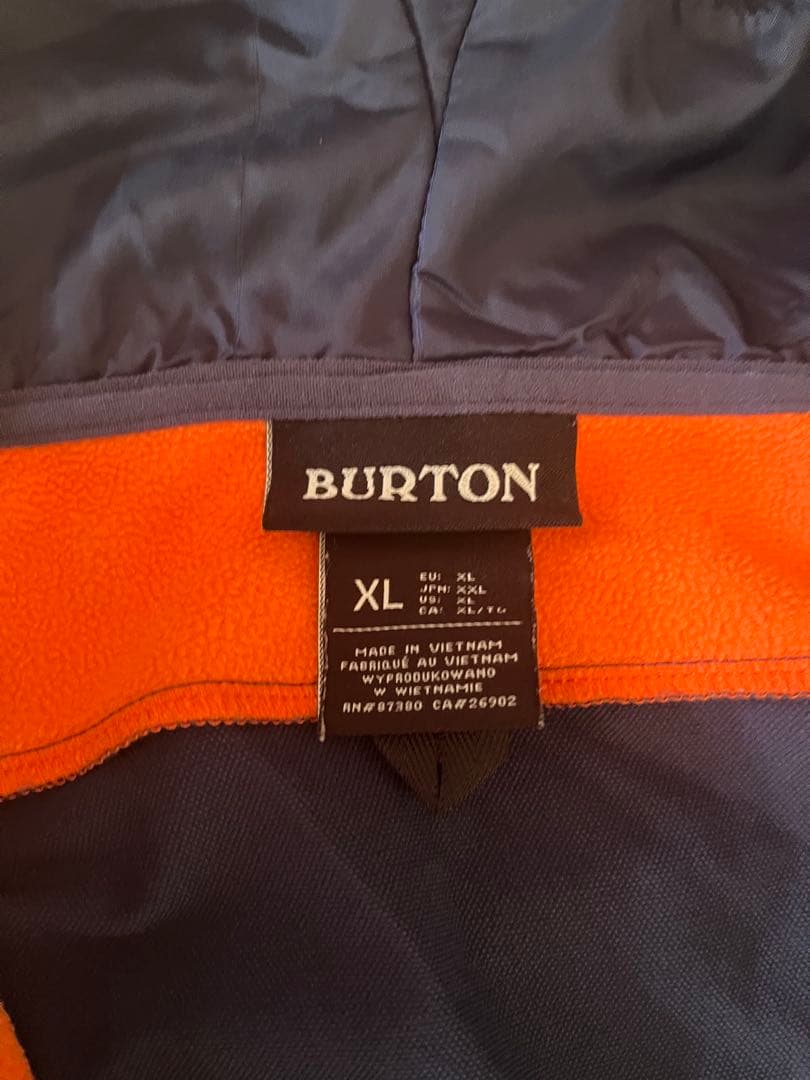 BURTON
XL
EU: XL
JPN: XXL
US: XL
CA: XL/TG
MADE IN VIETNAM
FABRIQUÉ AU VIETNAM
WYPRODUKOWANO
W WIETNAMIE
RN#87380 CA#26902